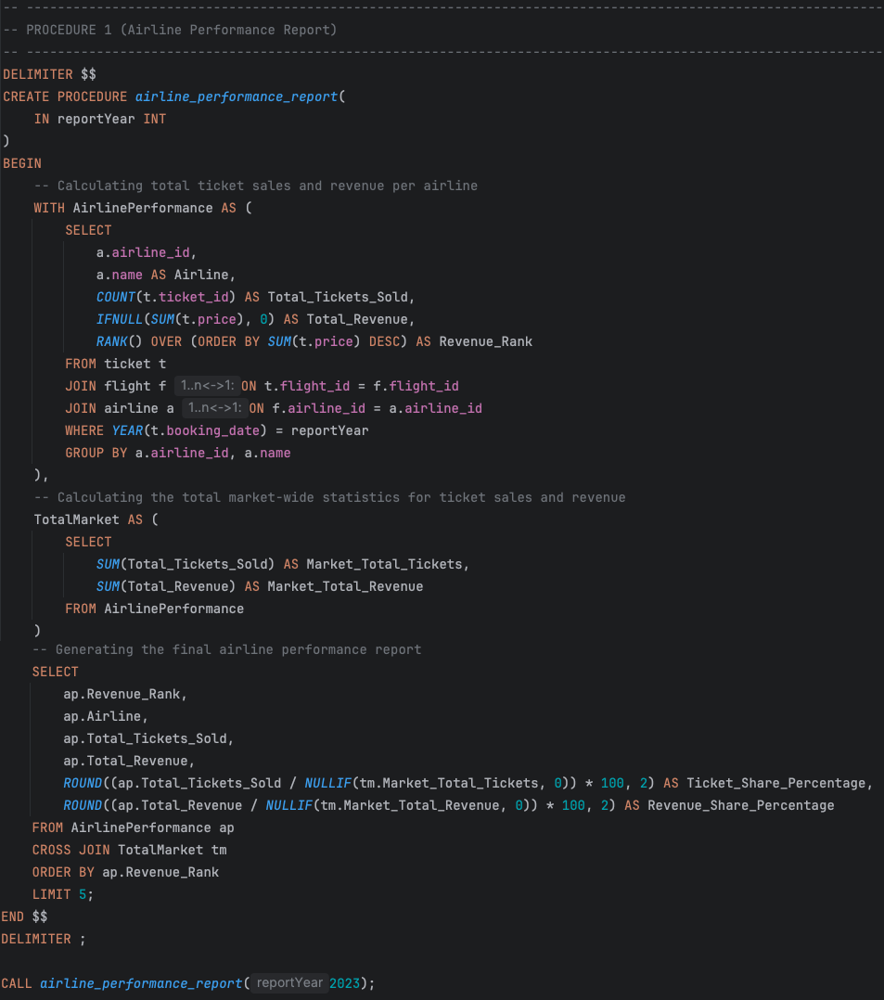 -- --------------------------------------------------------------------------------------------------------------
-- PROCEDURE 1 (Airline Performance Report)
-- --------------------------------------------------------------------------------------------------------------
DELIMITER $$
CREATE PROCEDURE airline_performance_report(
    IN reportYear INT
)
BEGIN
    -- Calculating total ticket sales and revenue per airline
    WITH AirlinePerformance AS (
        SELECT
            a.airline_id,
            a.name AS Airline,
            COUNT(t.ticket_id) AS Total_Tickets_Sold,
            IFNULL(SUM(t.price), 0) AS Total_Revenue,
            RANK() OVER (ORDER BY SUM(t.price) DESC) AS Revenue_Rank
        FROM ticket t
        JOIN flight f 1..n<->1: ON t.flight_id = f.flight_id
        JOIN airline a 1..n<->1: ON f.airline_id = a.airline_id
        WHERE YEAR(t.booking_date) = reportYear
        GROUP BY a.airline_id, a.name
    ),
    -- Calculating the total market-wide statistics for ticket sales and revenue
    TotalMarket AS (
        SELECT
            SUM(Total_Tickets_Sold) AS Market_Total_Tickets,
            SUM(Total_Revenue) AS Market_Total_Revenue
        FROM AirlinePerformance
    )
    -- Generating the final airline performance report
    SELECT
        ap.Revenue_Rank,
        ap.Airline,
        ap.Total_Tickets_Sold,
        ap.Total_Revenue,
        ROUND((ap.Total_Tickets_Sold / NULLIF(tm.Market_Total_Tickets, 0)) * 100, 2) AS Ticket_Share_Percentage,
        ROUND((ap.Total_Revenue / NULLIF(tm.Market_Total_Revenue, 0)) * 100, 2) AS Revenue_Share_Percentage
    FROM AirlinePerformance ap
    CROSS JOIN TotalMarket tm
    ORDER BY ap.Revenue_Rank
    LIMIT 5;
END $$
DELIMITER ;

CALL airline_performance_report( reportYear 2023);